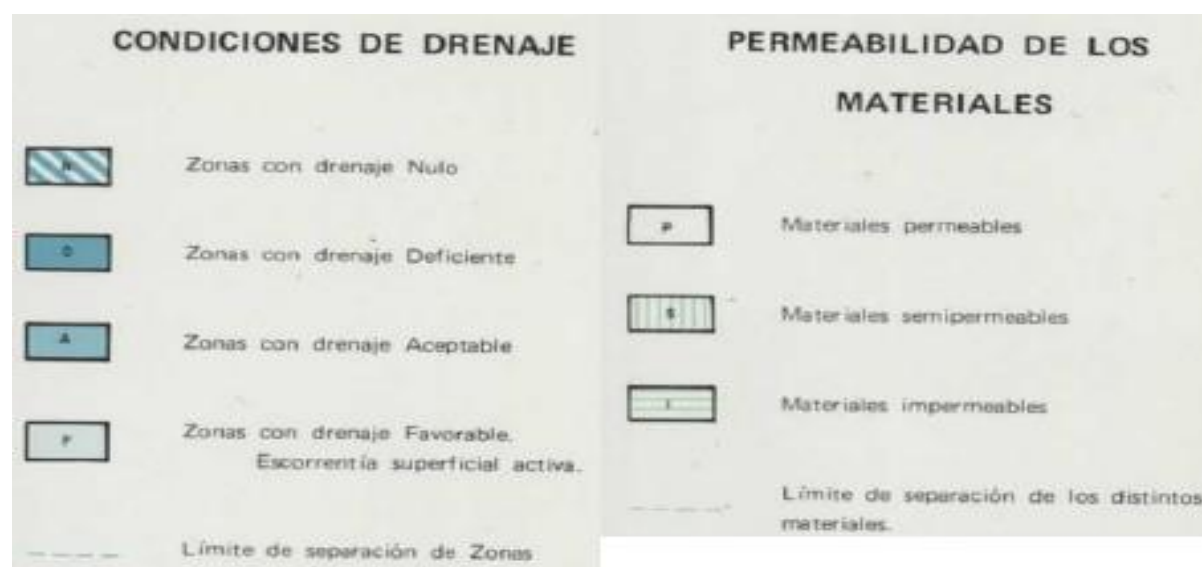 CONDICIONES DE DRENAJE
N
Zonas con drenaje Nulo
D
Zonas con drenaje Deficiente
A
Zonas con drenaje Aceptable
F
Zonas con drenaje Favorable.
Escorrentía superficial activa.
Límite de separación de Zonas
PERMEABILIDAD DE LOS
MATERIALES
P
Materiales permeables
S
Materiales semipermeables
I
Materiales impermeables
Límite de separación de los distintos
materiales.